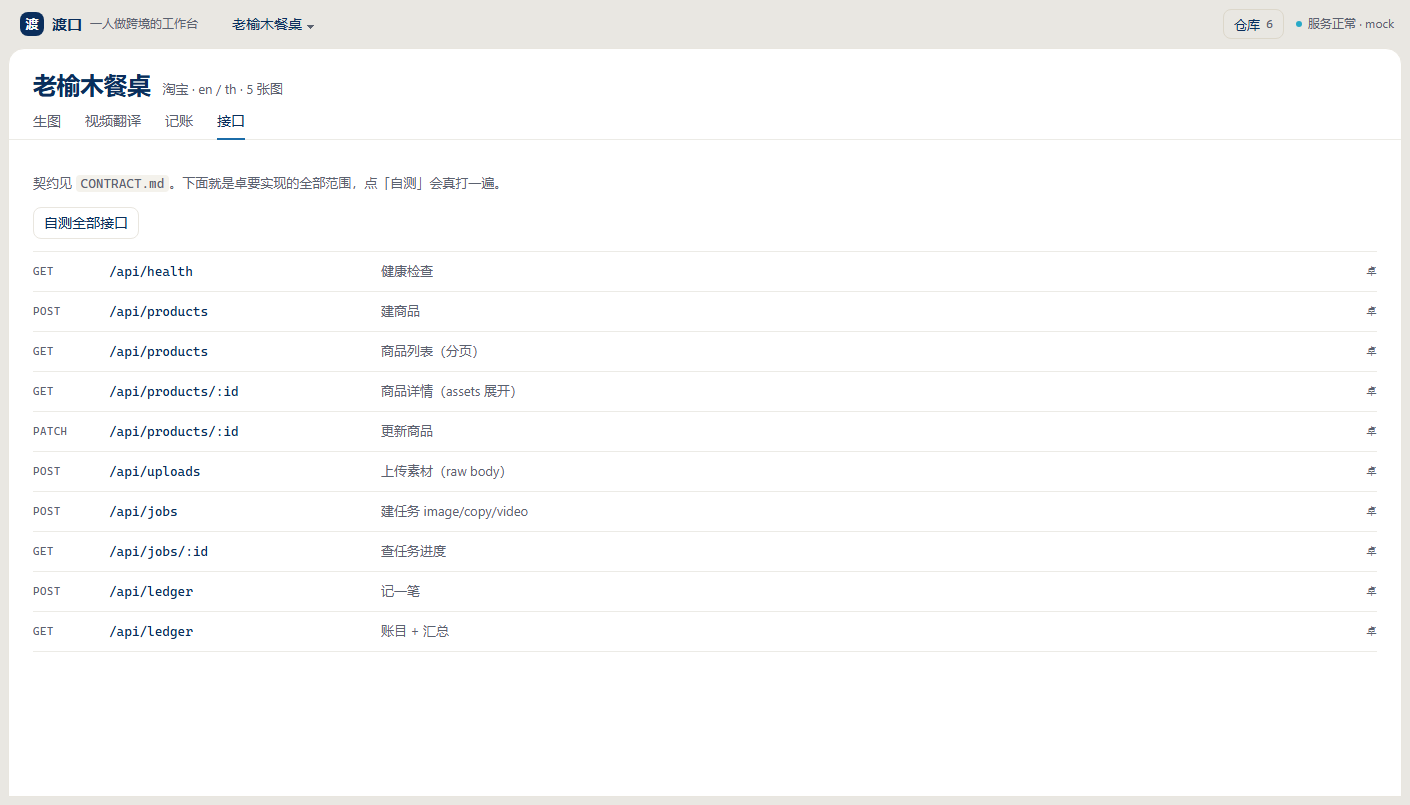 渡 渡口 一人做跨境的工作台 老榆木餐桌 仓库 6 服务正常 · mock
老榆木餐桌 淘宝 · en / th · 5 张图
生图 视频翻译 记账 接口
契约见 CONTRACT.md 。下面就是卓要实现的全部范围，点「自测」会真打一遍。
自测全部接口
GET /api/health 健康检查 卓
POST /api/products 建商品 卓
GET /api/products 商品列表（分页） 卓
GET /api/products/:id 商品详情（assets 展开） 卓
PATCH /api/products/:id 更新商品 卓
POST /api/uploads 上传素材（raw body） 卓
POST /api/jobs 建任务 image/copy/video 卓
GET /api/jobs/:id 查任务进度 卓
POST /api/ledger 记一笔 卓
GET /api/ledger 账目 + 汇总 卓